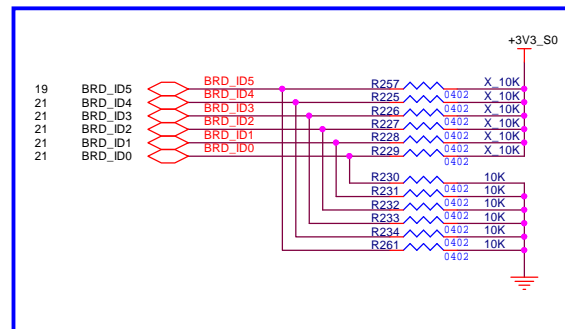 +3V3_S0
19 BRD_ID5 BRD_ID5 R257 X_10K
0402
21 BRD_ID4 BRD_ID4 R225 X_10K
21 BRD_ID3 BRD_ID3 R226 X_10K
0402
21 BRD_ID2 BRD_ID2 R227 X_10K
0402
21 BRD_ID1 BRD_ID1 R228 X_10K
0402
21 BRD_ID0 BRD_ID0 R229 X_10K
0402
0402
R230 10K
R231 10K
0402
R232 10K
0402
R233 10K
0402
R234 10K
0402
R261 10K
0402
0402